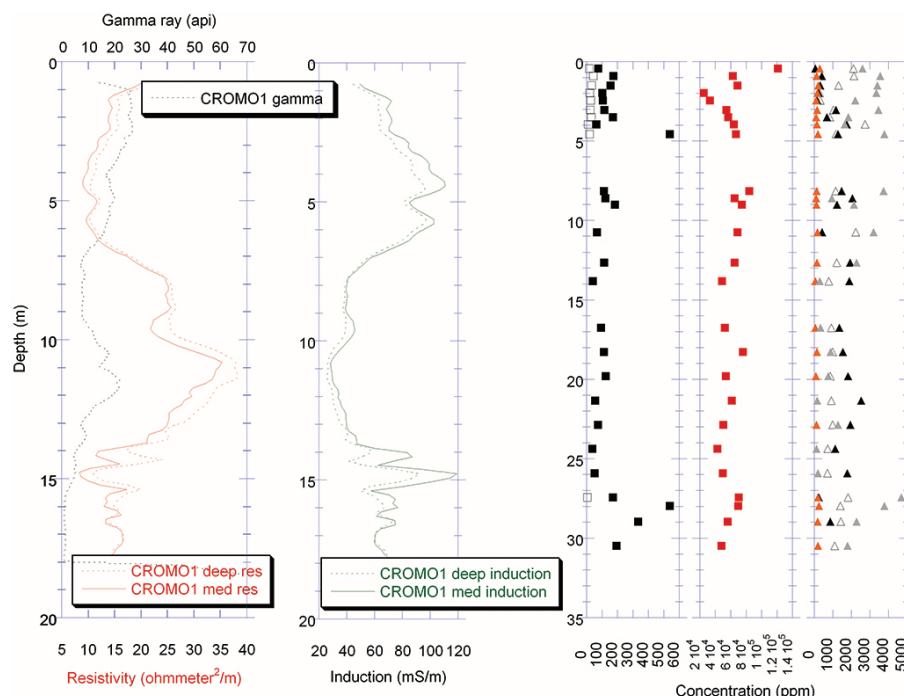 Gamma ray (api)
0 10 20 30 40 50 60 70
CROMO1 gamma
Depth (m)
0
5
10
15
20
CROMO1 deep res
CROMO1 med res
5 10 15 20 25 30 35 40
Resistivity (ohmmeter²/m)
0
5
10
15
20
CROMO1 deep induction
CROMO1 med induction
20 40 60 80 100 120
Induction (mS/m)
0
5
10
15
20
25
30
35
0 100 200 300 400 500 600
2 10⁴ 4 10⁴ 6 10⁴ 8 10⁴ 1 10⁵ 1.2 10⁵ 1.4 10⁵
0 1000 2000 3000 4000 5000
Concentration (ppm)